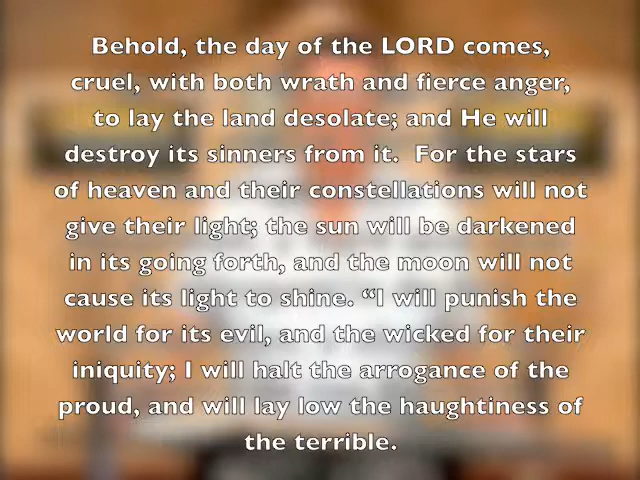 Behold, the day of the LORD comes,
cruel, with both wrath and fierce anger,
to lay the land desolate; and He will
destroy its sinners from it.  For the stars
of heaven and their constellations will not
give their light; the sun will be darkened
in its going forth, and the moon will not
cause its light to shine. “I will punish the
world for its evil, and the wicked for their
iniquity; I will halt the arrogance of the
proud, and will lay low the haughtiness of
the terrible.